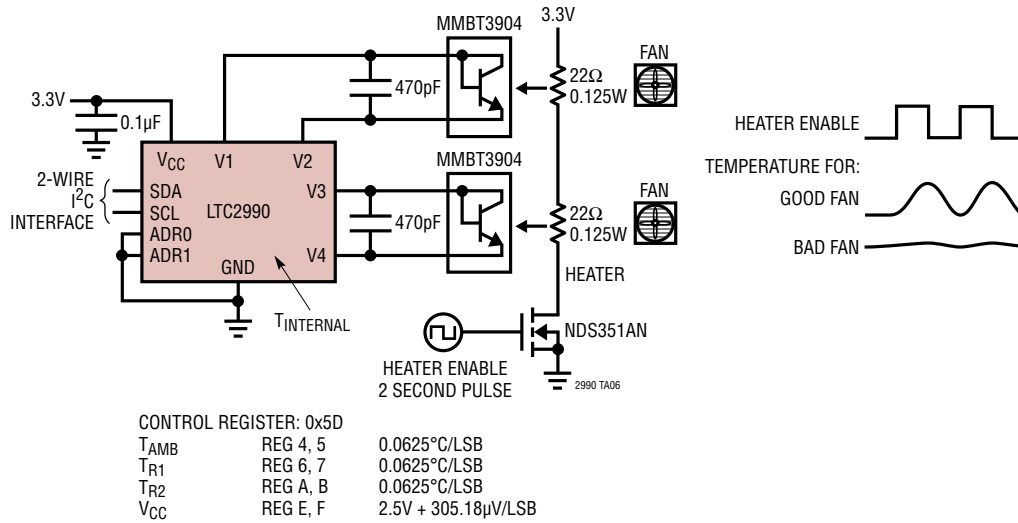 MMBT3904
3.3V
FAN
470pF
22Ω
0.125W
3.3V
0.1µF
HEATER ENABLE
TEMPERATURE FOR:
GOOD FAN
BAD FAN
VCC
V1
V2
MMBT3904
FAN
2-WIRE
I2C
INTERFACE
SDA
SCL
ADR0
ADR1
LTC2990
V3
V4
GND
470pF
22Ω
0.125W
HEATER
TINTERNAL
NDS351AN
HEATER ENABLE
2 SECOND PULSE
2990 TA06
CONTROL REGISTER: 0x5D
TAMB REG 4, 5 0.0625°C/LSB
TR1 REG 6, 7 0.0625°C/LSB
TR2 REG A, B 0.0625°C/LSB
VCC REG E, F 2.5V + 305.18µV/LSB